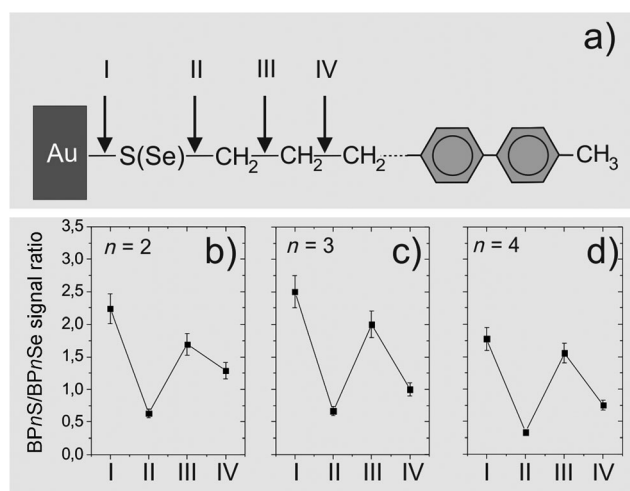 a)
I II III IV
Au S(Se) CH2 CH2 CH2 CH3
BPnS/BPnSe signal ratio
3,5
3,0
2,5
2,0
1,5
1,0
0,5
0,0
n = 2 b)
I II III IV
n = 3 c)
I II III IV
n = 4 d)
I II III IV